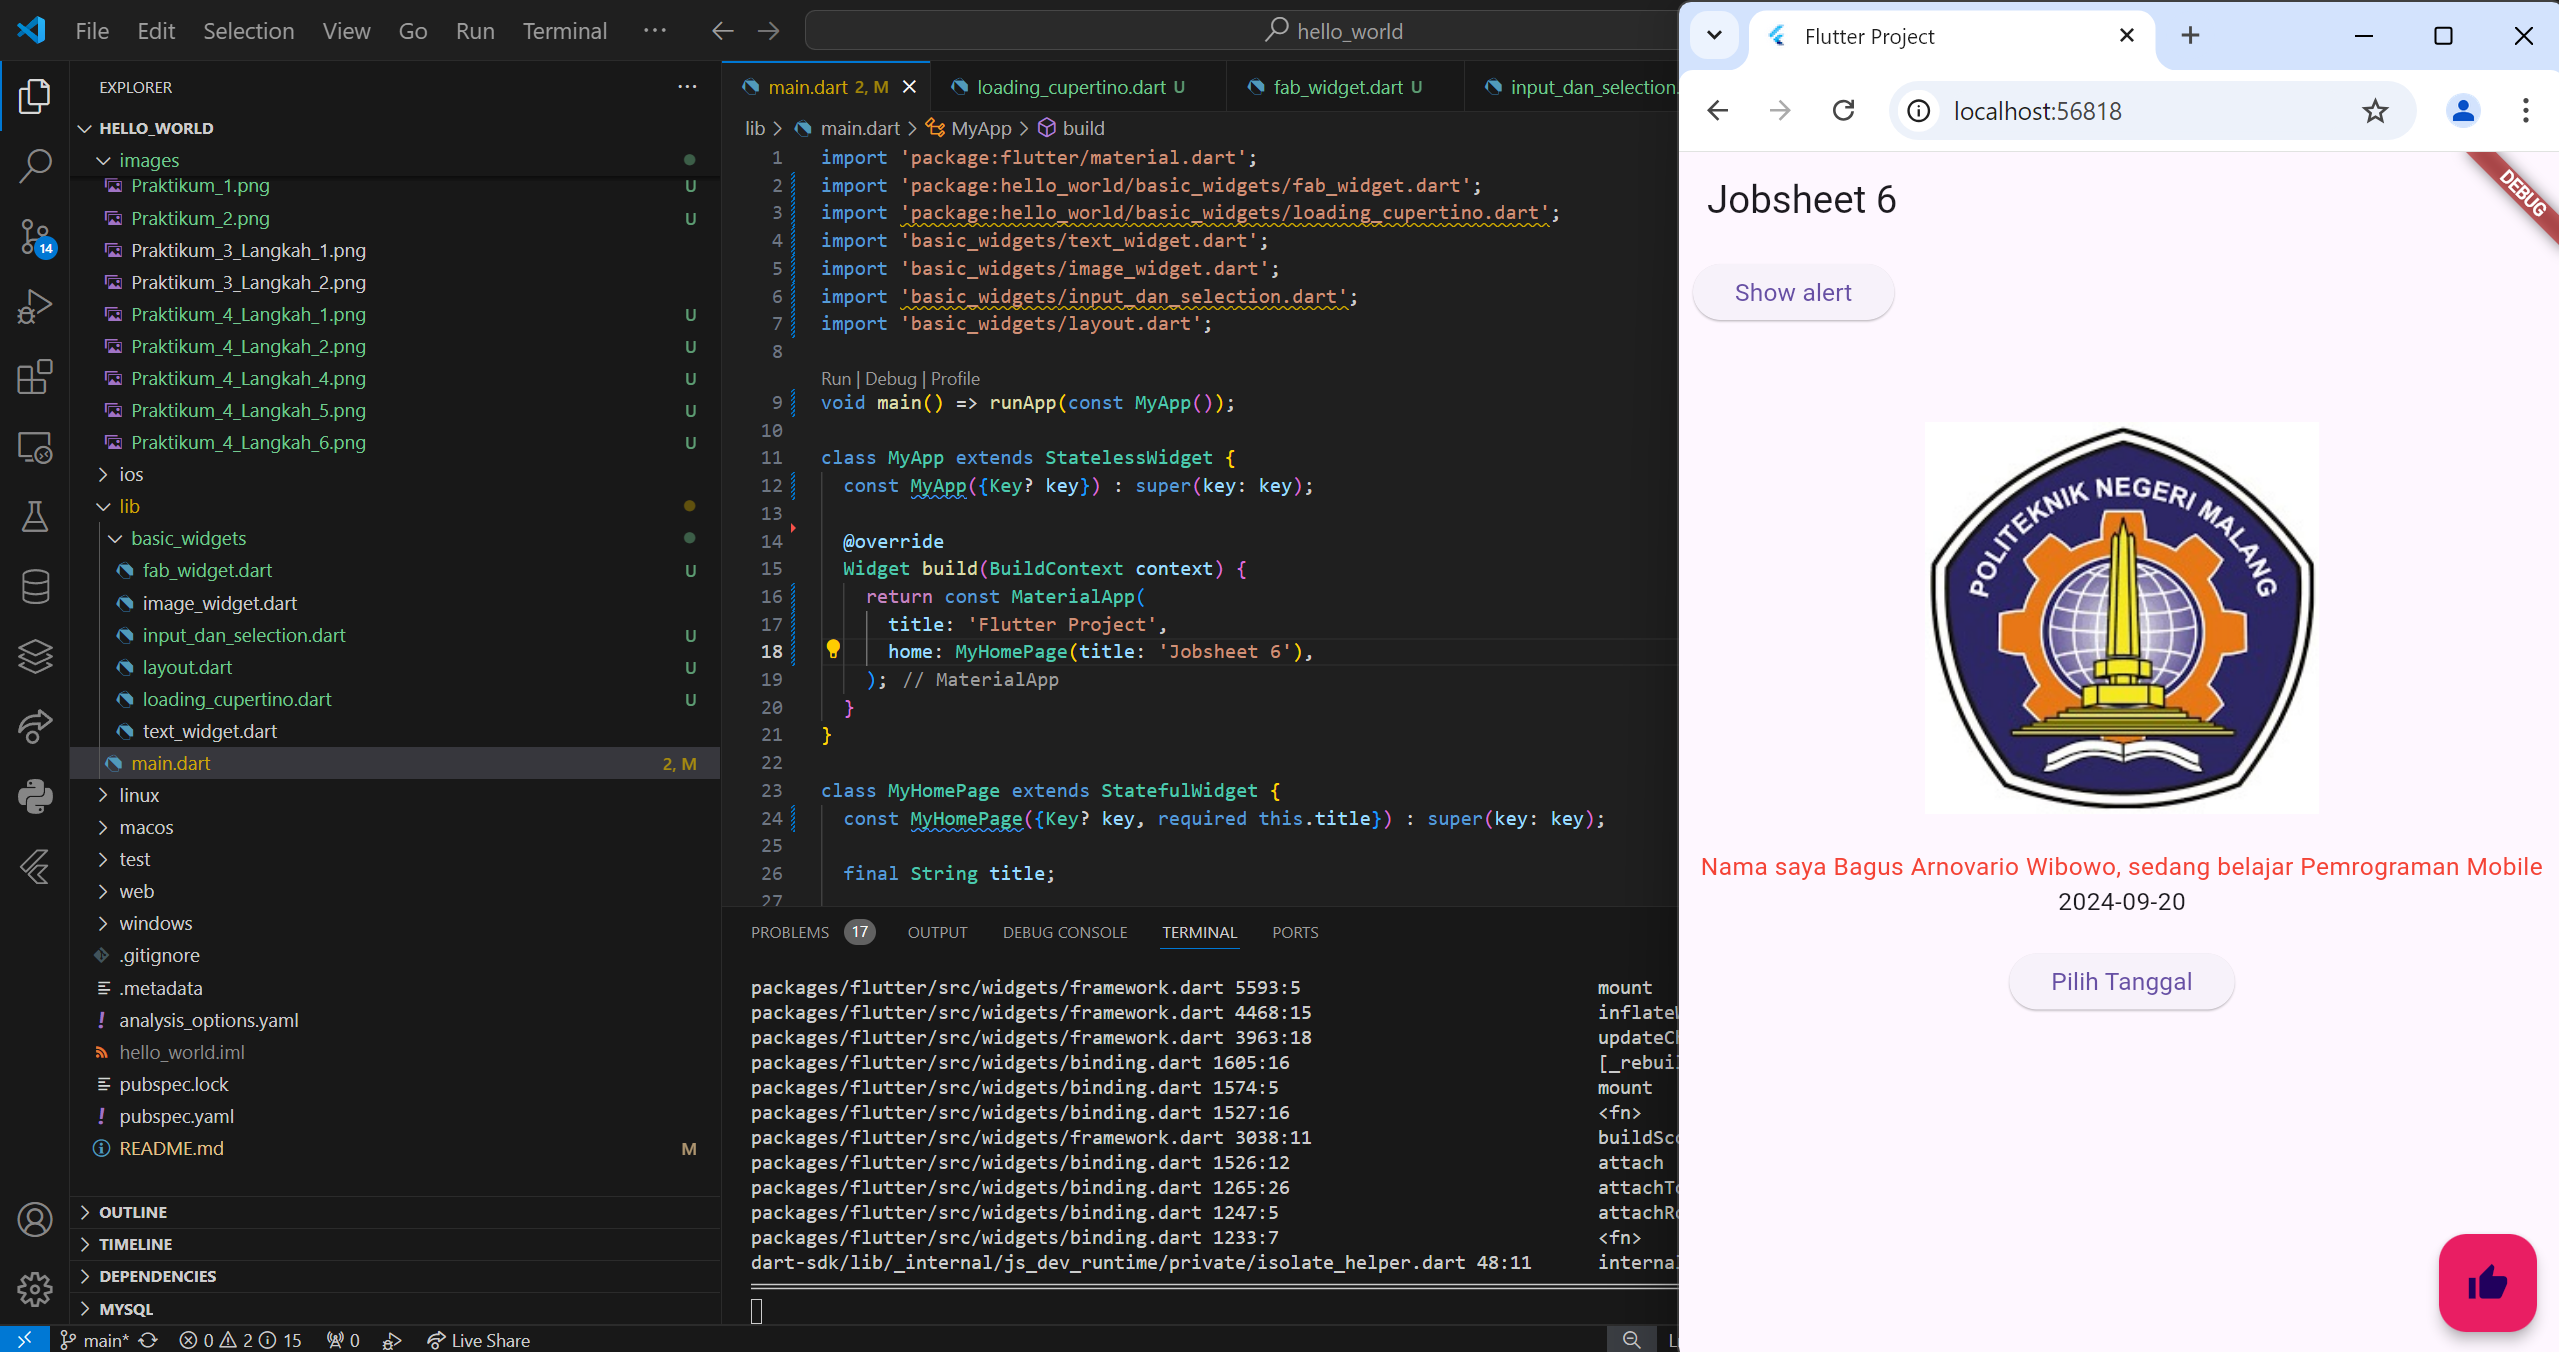 File Edit Selection View Go Run Terminal ··· hello_world
EXPLORER ···
HELLO_WORLD
images
Praktikum_1.png U
Praktikum_2.png U
Praktikum_3_Langkah_1.png
Praktikum_3_Langkah_2.png
Praktikum_4_Langkah_1.png U
Praktikum_4_Langkah_2.png U
Praktikum_4_Langkah_4.png U
Praktikum_4_Langkah_5.png U
Praktikum_4_Langkah_6.png U
ios
lib
basic_widgets
fab_widget.dart U
image_widget.dart
input_dan_selection.dart U
layout.dart U
loading_cupertino.dart U
text_widget.dart
main.dart 2, M
linux
macos
test
web
windows
.gitignore
.metadata
analysis_options.yaml
hello_world.iml
pubspec.lock
pubspec.yaml
README.md M
OUTLINE
TIMELINE
DEPENDENCIES
MYSQL
14
main.dart 2, M loading_cupertino.dart U fab_widget.dart U input_dan_selection.
lib > main.dart > MyApp > build
1 import 'package:flutter/material.dart';
2 import 'package:hello_world/basic_widgets/fab_widget.dart';
3 import 'package:hello_world/basic_widgets/loading_cupertino.dart';
4 import 'basic_widgets/text_widget.dart';
5 import 'basic_widgets/image_widget.dart';
6 import 'basic_widgets/input_dan_selection.dart';
7 import 'basic_widgets/layout.dart';
8
Run | Debug | Profile
9 void main() => runApp(const MyApp());
10
11 class MyApp extends StatelessWidget {
12 const MyApp({Key? key}) : super(key: key);
13
14 @override
15 Widget build(BuildContext context) {
16 return const MaterialApp(
17 title: 'Flutter Project',
18 home: MyHomePage(title: 'Jobsheet 6'),
19 ); // MaterialApp
20 }
21 }
22
23 class MyHomePage extends StatefulWidget {
24 const MyHomePage({Key? key, required this.title}) : super(key: key);
25
26 final String title;
27
PROBLEMS 17 OUTPUT DEBUG CONSOLE TERMINAL PORTS
packages/flutter/src/widgets/framework.dart 5593:5 mount
packages/flutter/src/widgets/framework.dart 4468:15 inflateW
packages/flutter/src/widgets/framework.dart 3963:18 updateCh
packages/flutter/src/widgets/binding.dart 1605:16 [_rebuil
packages/flutter/src/widgets/binding.dart 1574:5 mount
packages/flutter/src/widgets/binding.dart 1527:16 <fn>
packages/flutter/src/widgets/framework.dart 3038:11 buildSco
packages/flutter/src/widgets/binding.dart 1526:12 attach
packages/flutter/src/widgets/binding.dart 1265:26 attachTo
packages/flutter/src/widgets/binding.dart 1247:5 attachRo
packages/flutter/src/widgets/binding.dart 1233:7 <fn>
dart-sdk/lib/_internal/js_dev_runtime/private/isolate_helper.dart 48:11 internal
main* 0 2 15 0 Live Share
Flutter Project
localhost:56818
DEBUG
Jobsheet 6
Show alert
POLITEKNIK NEGERI MALANG
Nama saya Bagus Arnovario Wibowo, sedang belajar Pemrograman Mobile
2024-09-20
Pilih Tanggal